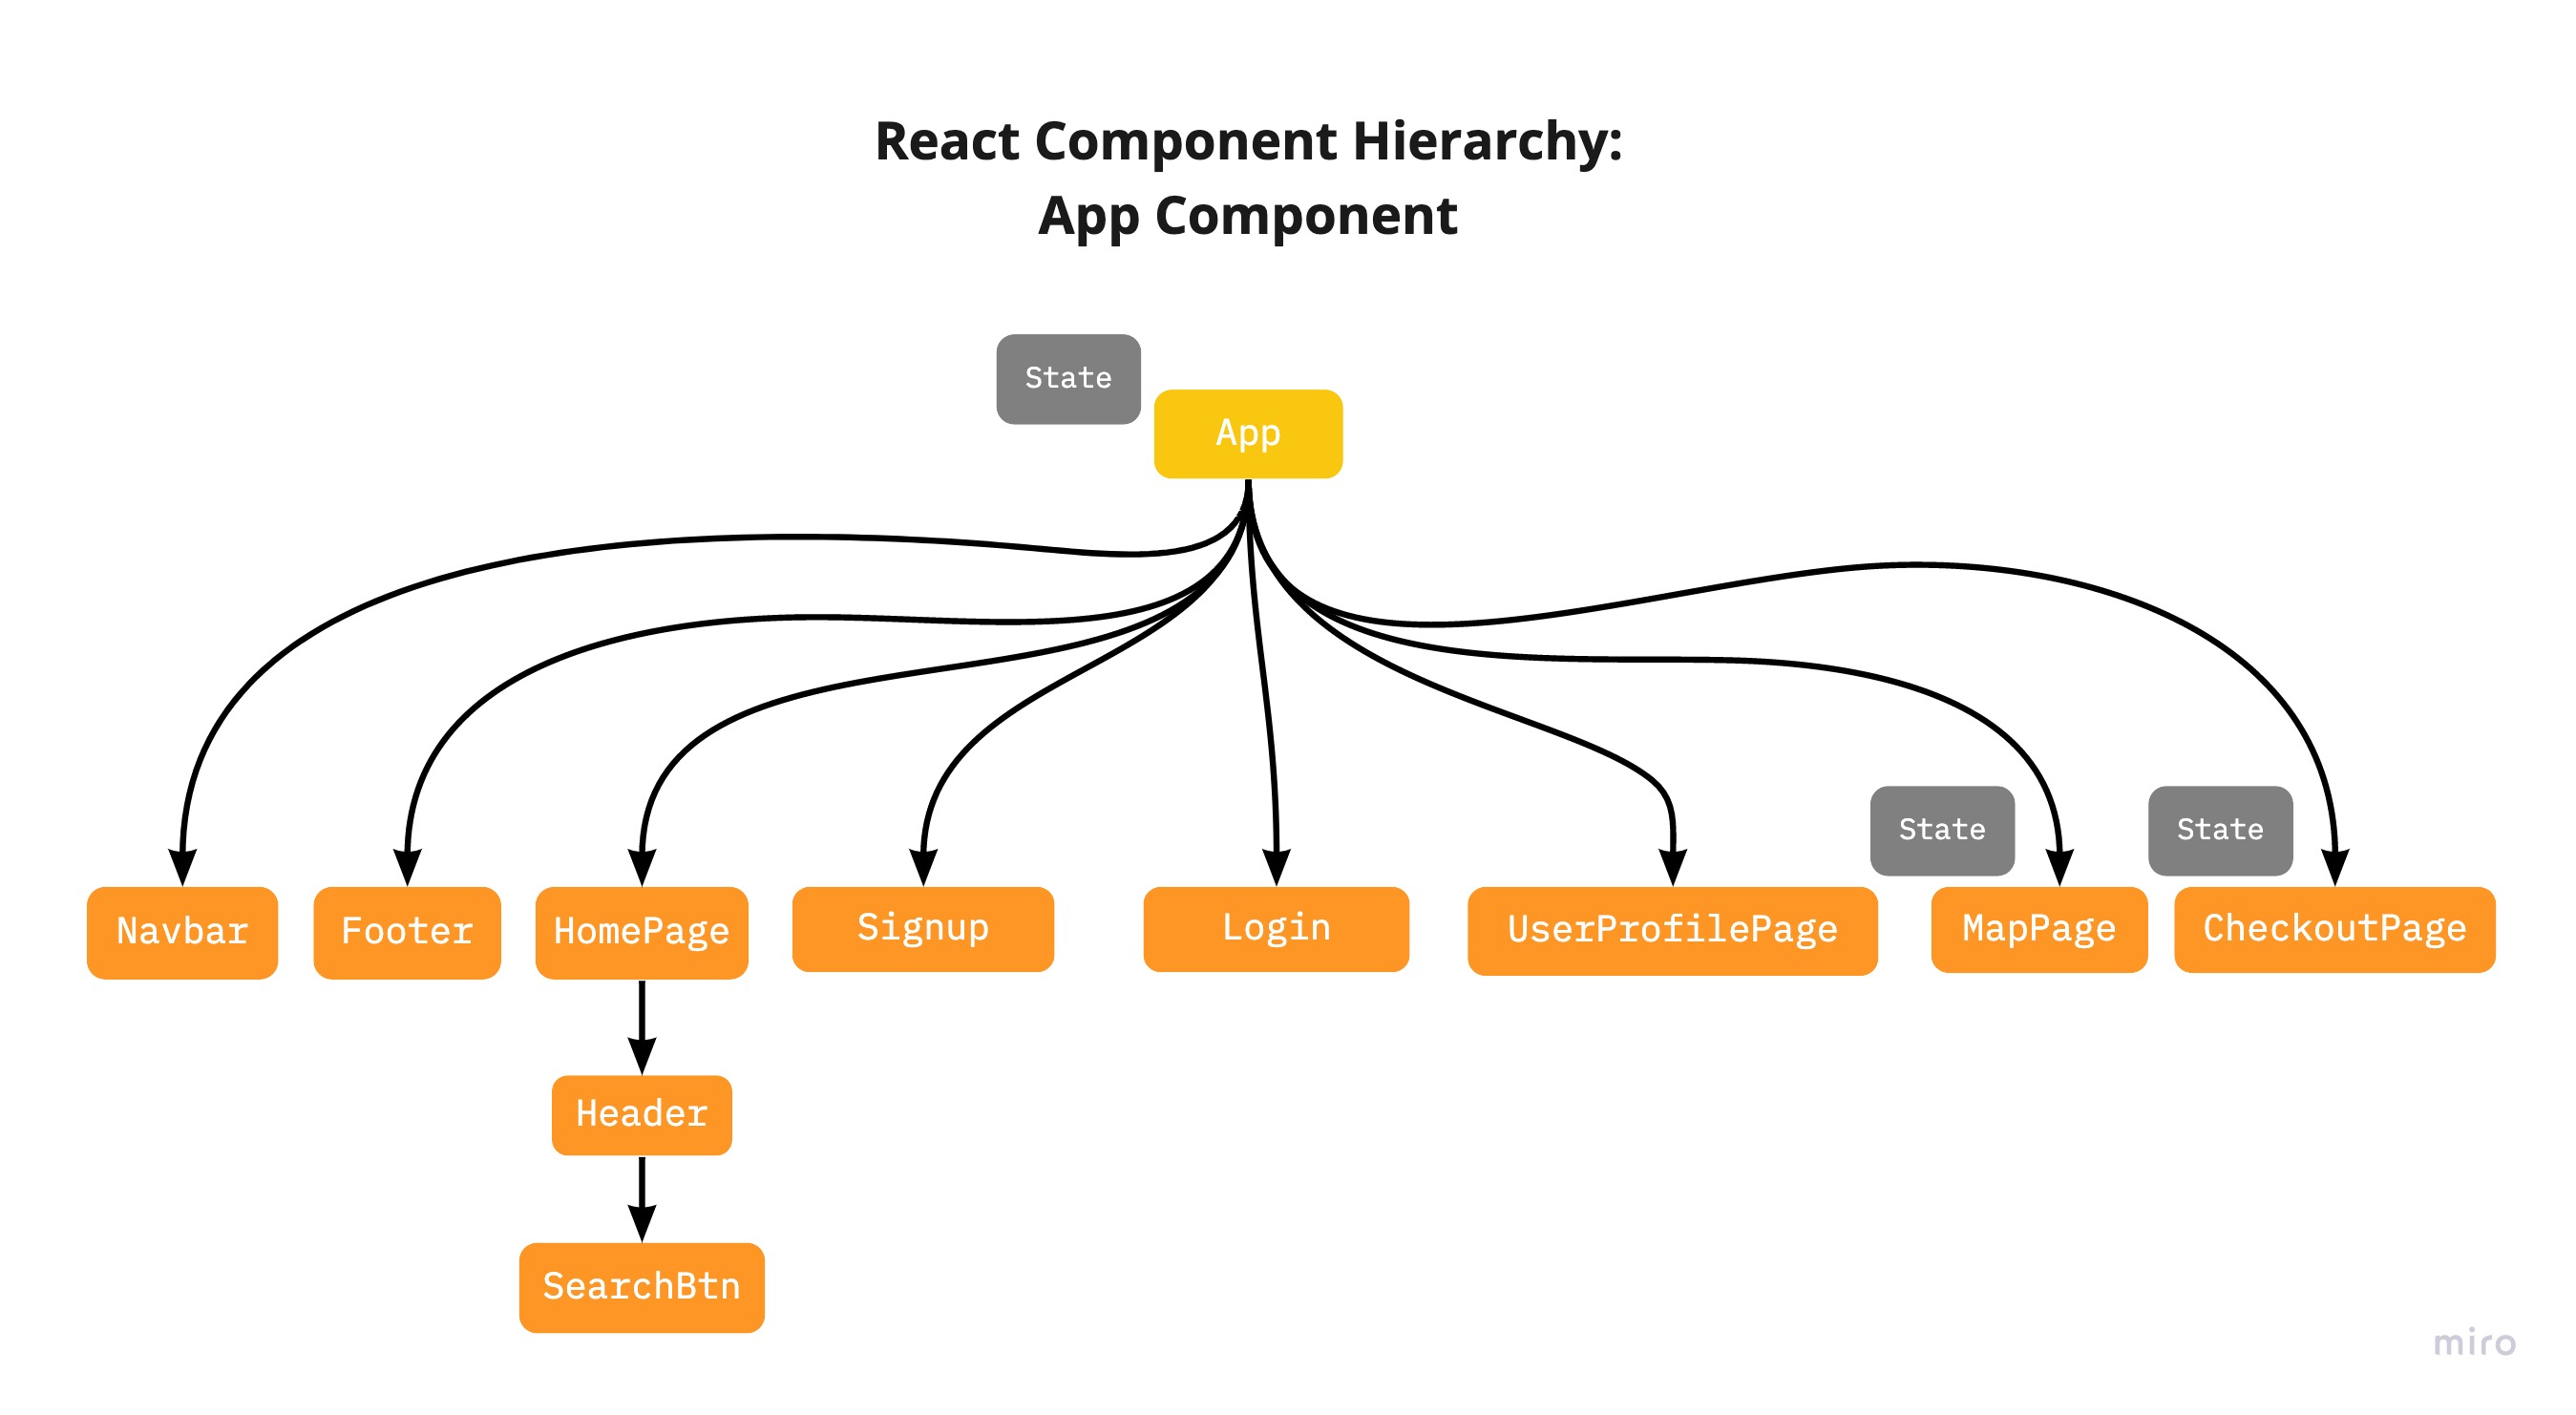 React Component Hierarchy:
App Component
State
App
State
State
Navbar
Footer
HomePage
Signup
Login
UserProfilePage
MapPage
CheckoutPage
Header
SearchBtn
miro